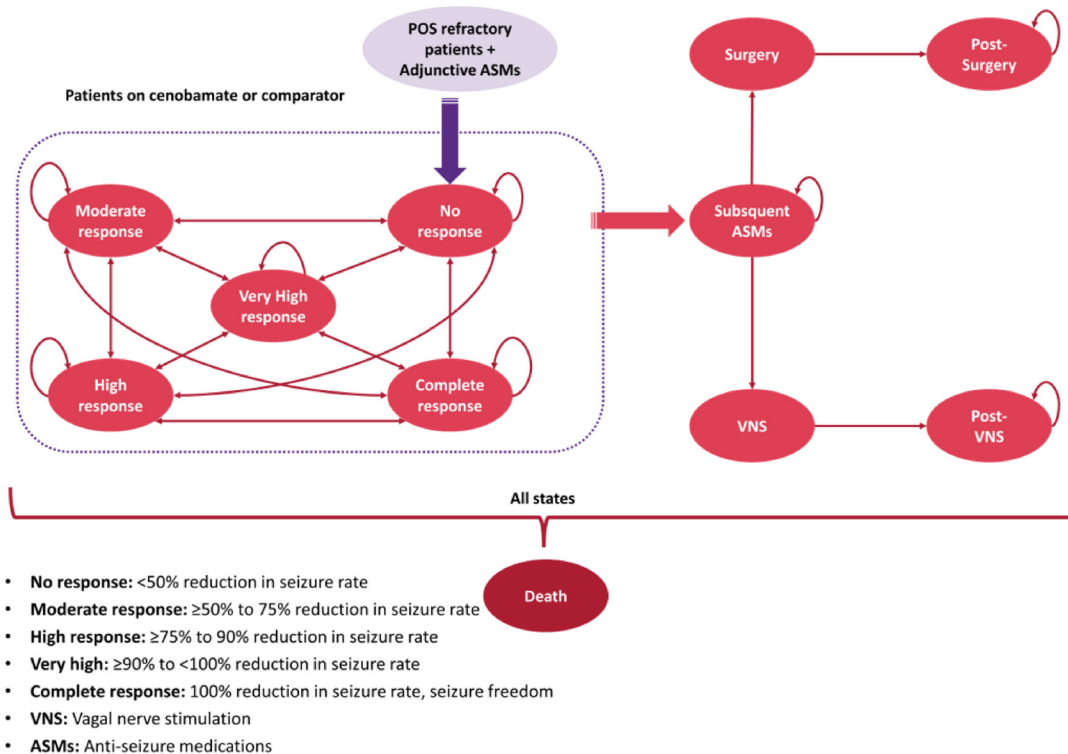 POS refractory
patients +
Adjunctive ASMs
Patients on cenobamate or comparator
Moderate
response
No
response
Very High
response
High
response
Complete
response
Surgery
Post-
Surgery
Subsquent
ASMs
VNS
Post-
VNS
All states
Death
• No response: <50% reduction in seizure rate
• Moderate response: ≥50% to 75% reduction in seizure rate
• High response: ≥75% to 90% reduction in seizure rate
• Very high: ≥90% to <100% reduction in seizure rate
• Complete response: 100% reduction in seizure rate, seizure freedom
• VNS: Vagal nerve stimulation
• ASMs: Anti-seizure medications